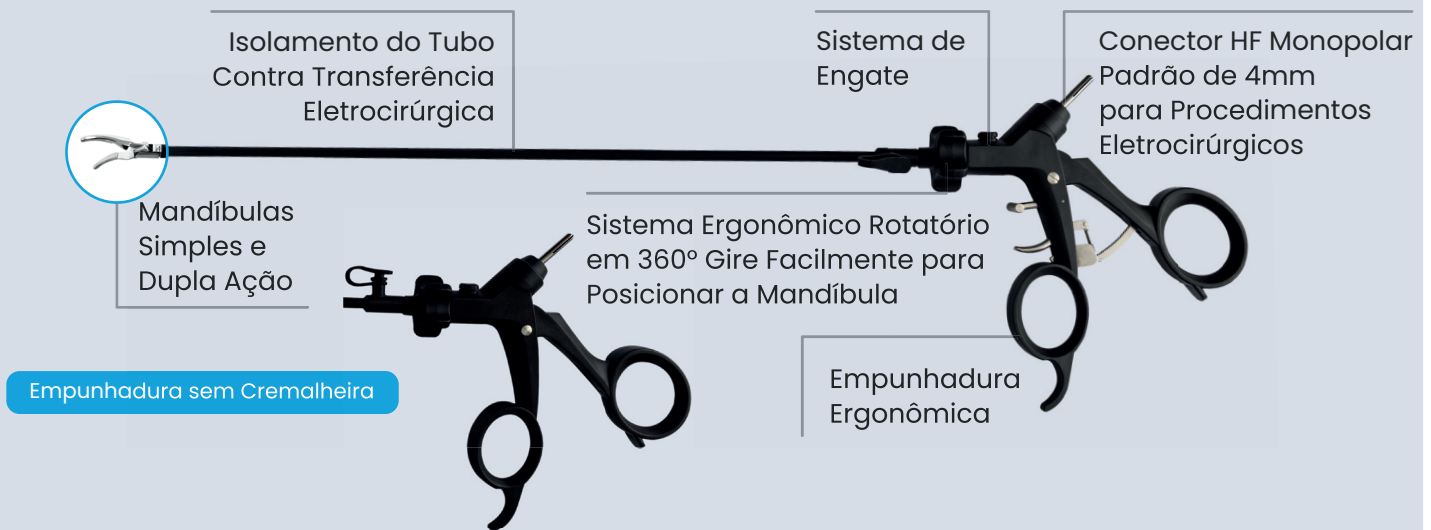 Isolamento do Tubo
Contra Transferência
Eletrocirúrgica
Sistema de
Engate
Conector HF Monopolar
Padrão de 4mm
para Procedimentos
Eletrocirúrgicos
Mandíbulas
Simples e
Dupla Ação
Sistema Ergonômico Rotatório
em 360º Gire Facilmente para
Posicionar a Mandíbula
Empunhadura sem Cremalheira
Empunhadura
Ergonômica